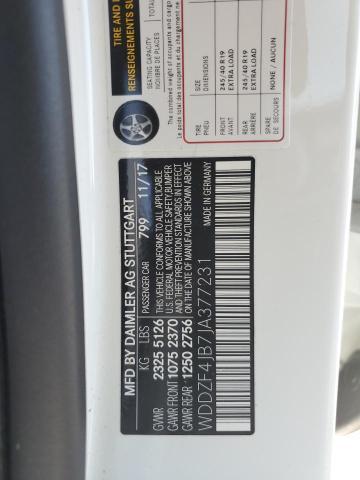 TIRE AND
RENSEIGNEMENTS SU
SEATING CAPACITY
NOMBRE DE PLACES
TOTAL
The combined weight of occupants and cargo
Le poids total des occupants et du charge
TIRE
PNEU
SIZE
DIMENSIONS
FRONT
AVANT
245/40 R19
EXTRA LOAD
REAR
ARRIÈRE
245/40 R19
EXTRA LOAD
SPARE
DE SECOURS
NONE / AUCUN
MFD BY DAIMLER AG STUTTGART
KG LBS PASSENGER CAR 799 11/17
GVWR 2325 5126
GAWR FRONT 1075 2370
GAWR REAR 1250 2756
THIS VEHICLE CONFORMS TO ALL APPLICABLE
U.S. FEDERAL MOTOR VEHICLE SAFETY, BUMPER
AND THEFT PREVENTION STANDARDS IN EFFECT
ON THE DATE OF MANUFACTURE SHOWN ABOVE.
WDDZF4JB7JA377231
MADE IN GERMANY